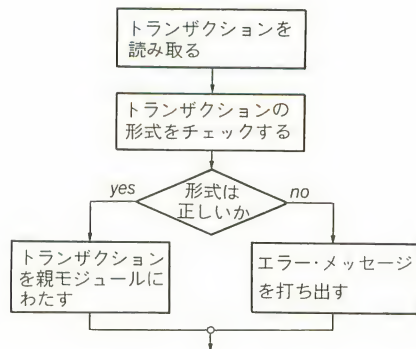 トランザクションを
読み取る
トランザクションの
形式をチェックする
yes
形式は
正しいか
no
トランザクション
を親モジュールに
わたす
エラー・メッセージ
を打ち出す